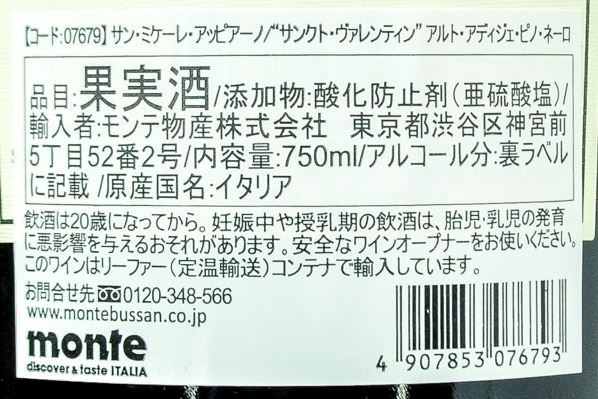 【コード:07679】サン・ミケーレ・アッピアーノ/“サンクト・ヴァレンティン” アルト・アディジェ・ピノ・ネーロ
品目:果実酒/添加物:酸化防止剤(亜硫酸塩)/
輸入者:モンテ物産株式会社 東京都渋谷区神宮前
5丁目52番2号/内容量:750ml/アルコール分:裏ラベル
に記載 /原産国名:イタリア
飲酒は20歳になってから。妊娠中や授乳期の飲酒は、胎児・乳児の発育
に悪影響を与えるおそれがあります。安全なワインオープナーをお使いください。
このワインはリーファー(定温輸送)コンテナで輸入しています。
お問合せ先 0120-348-566
www.montebussan.co.jp
monte
discover & taste ITALIA
4 907853 076793